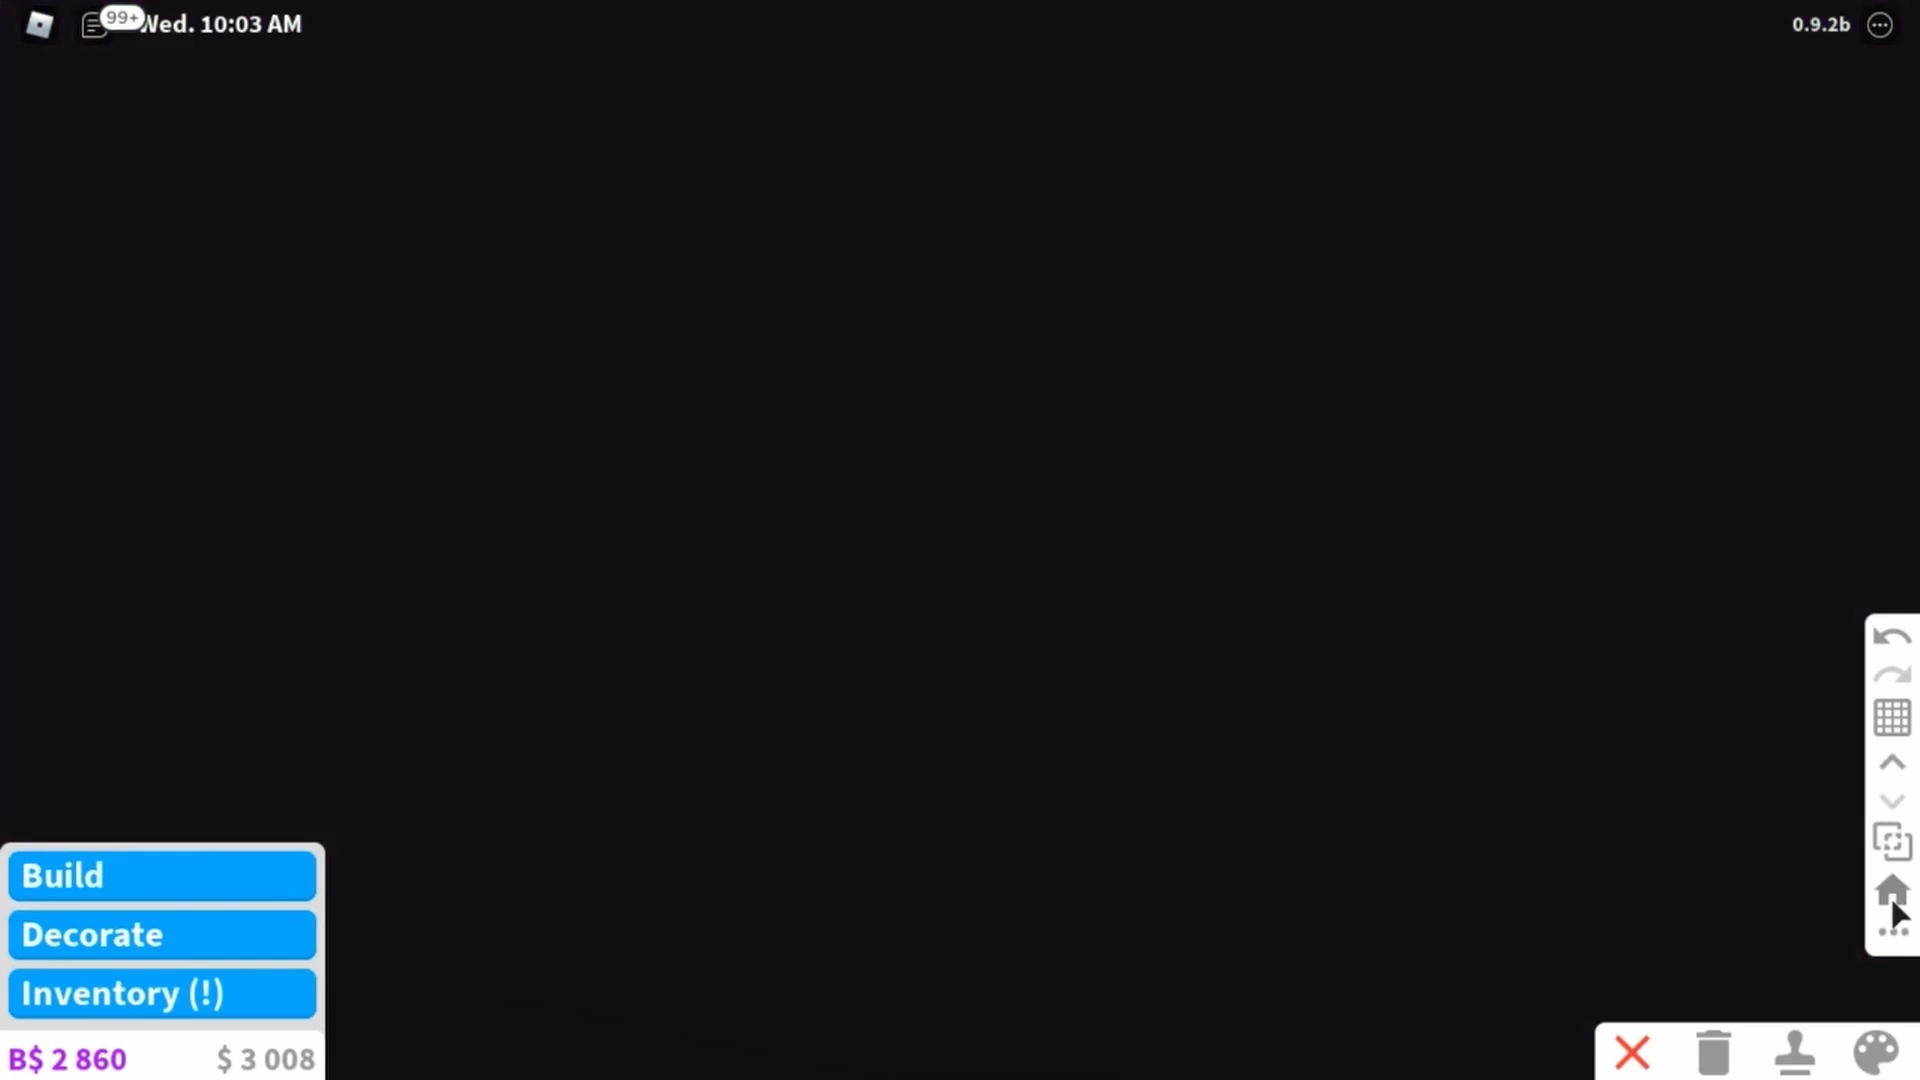 99+
Wed. 10:03 AM
0.9.2b
Build
Decorate
Inventory (!)
B$ 2 860
$ 3 008